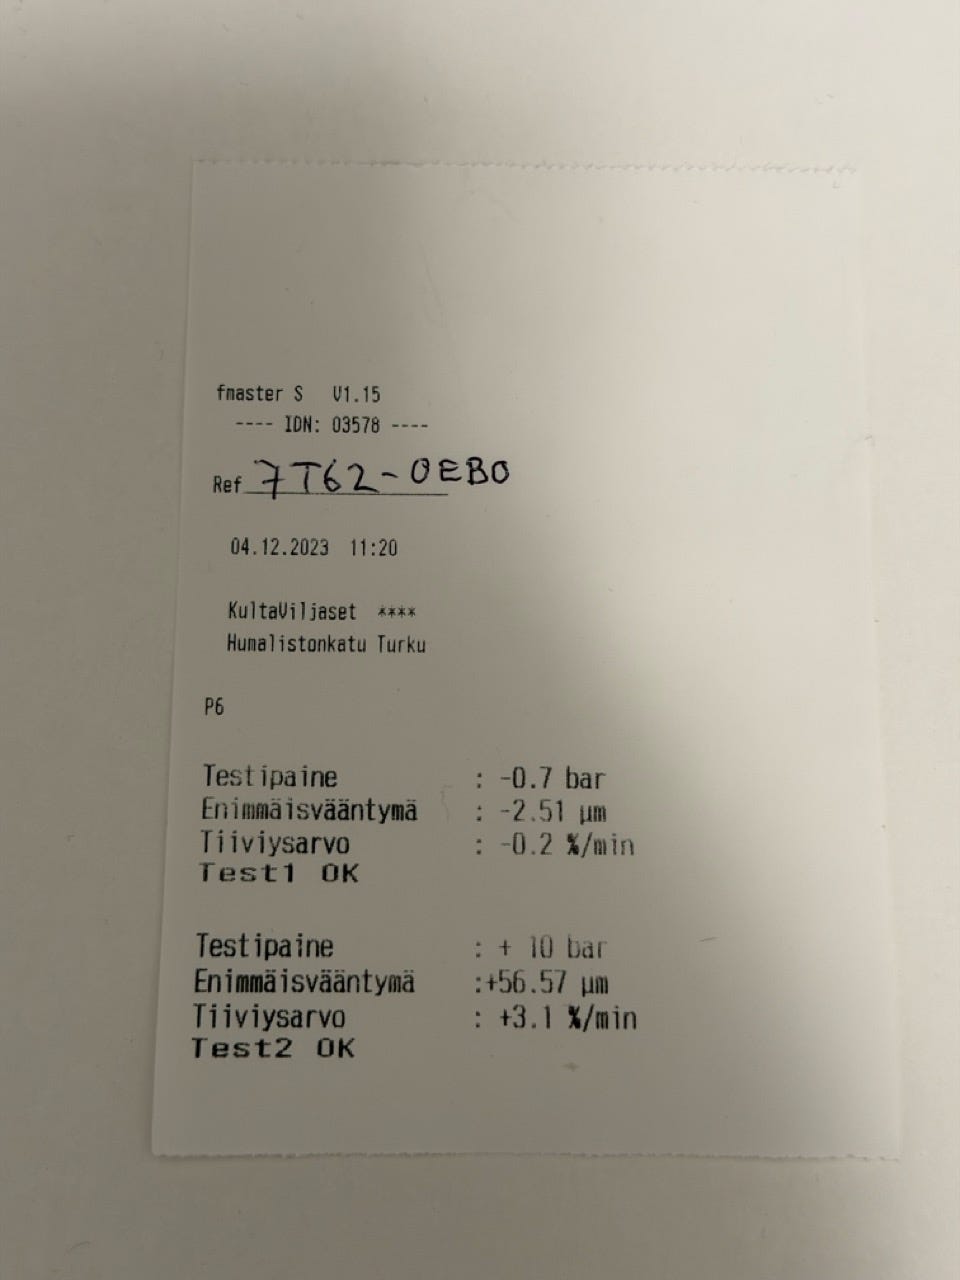 fmaster S V1.15
---- IDN: 03578 ----
Ref 7T62-0EB0
04.12.2023 11:20
KultaViljaset ****
Humalistonkatu Turku
P6
Testipaine : -0.7 bar
Enimmäisvääntymä : -2.51 µm
Tiiviysarvo : -0.2 %/min
Test1 OK
Testipaine : + 10 bar
Enimmäisvääntymä :+56.57 µm
Tiiviysarvo : +3.1 %/min
Test2 OK